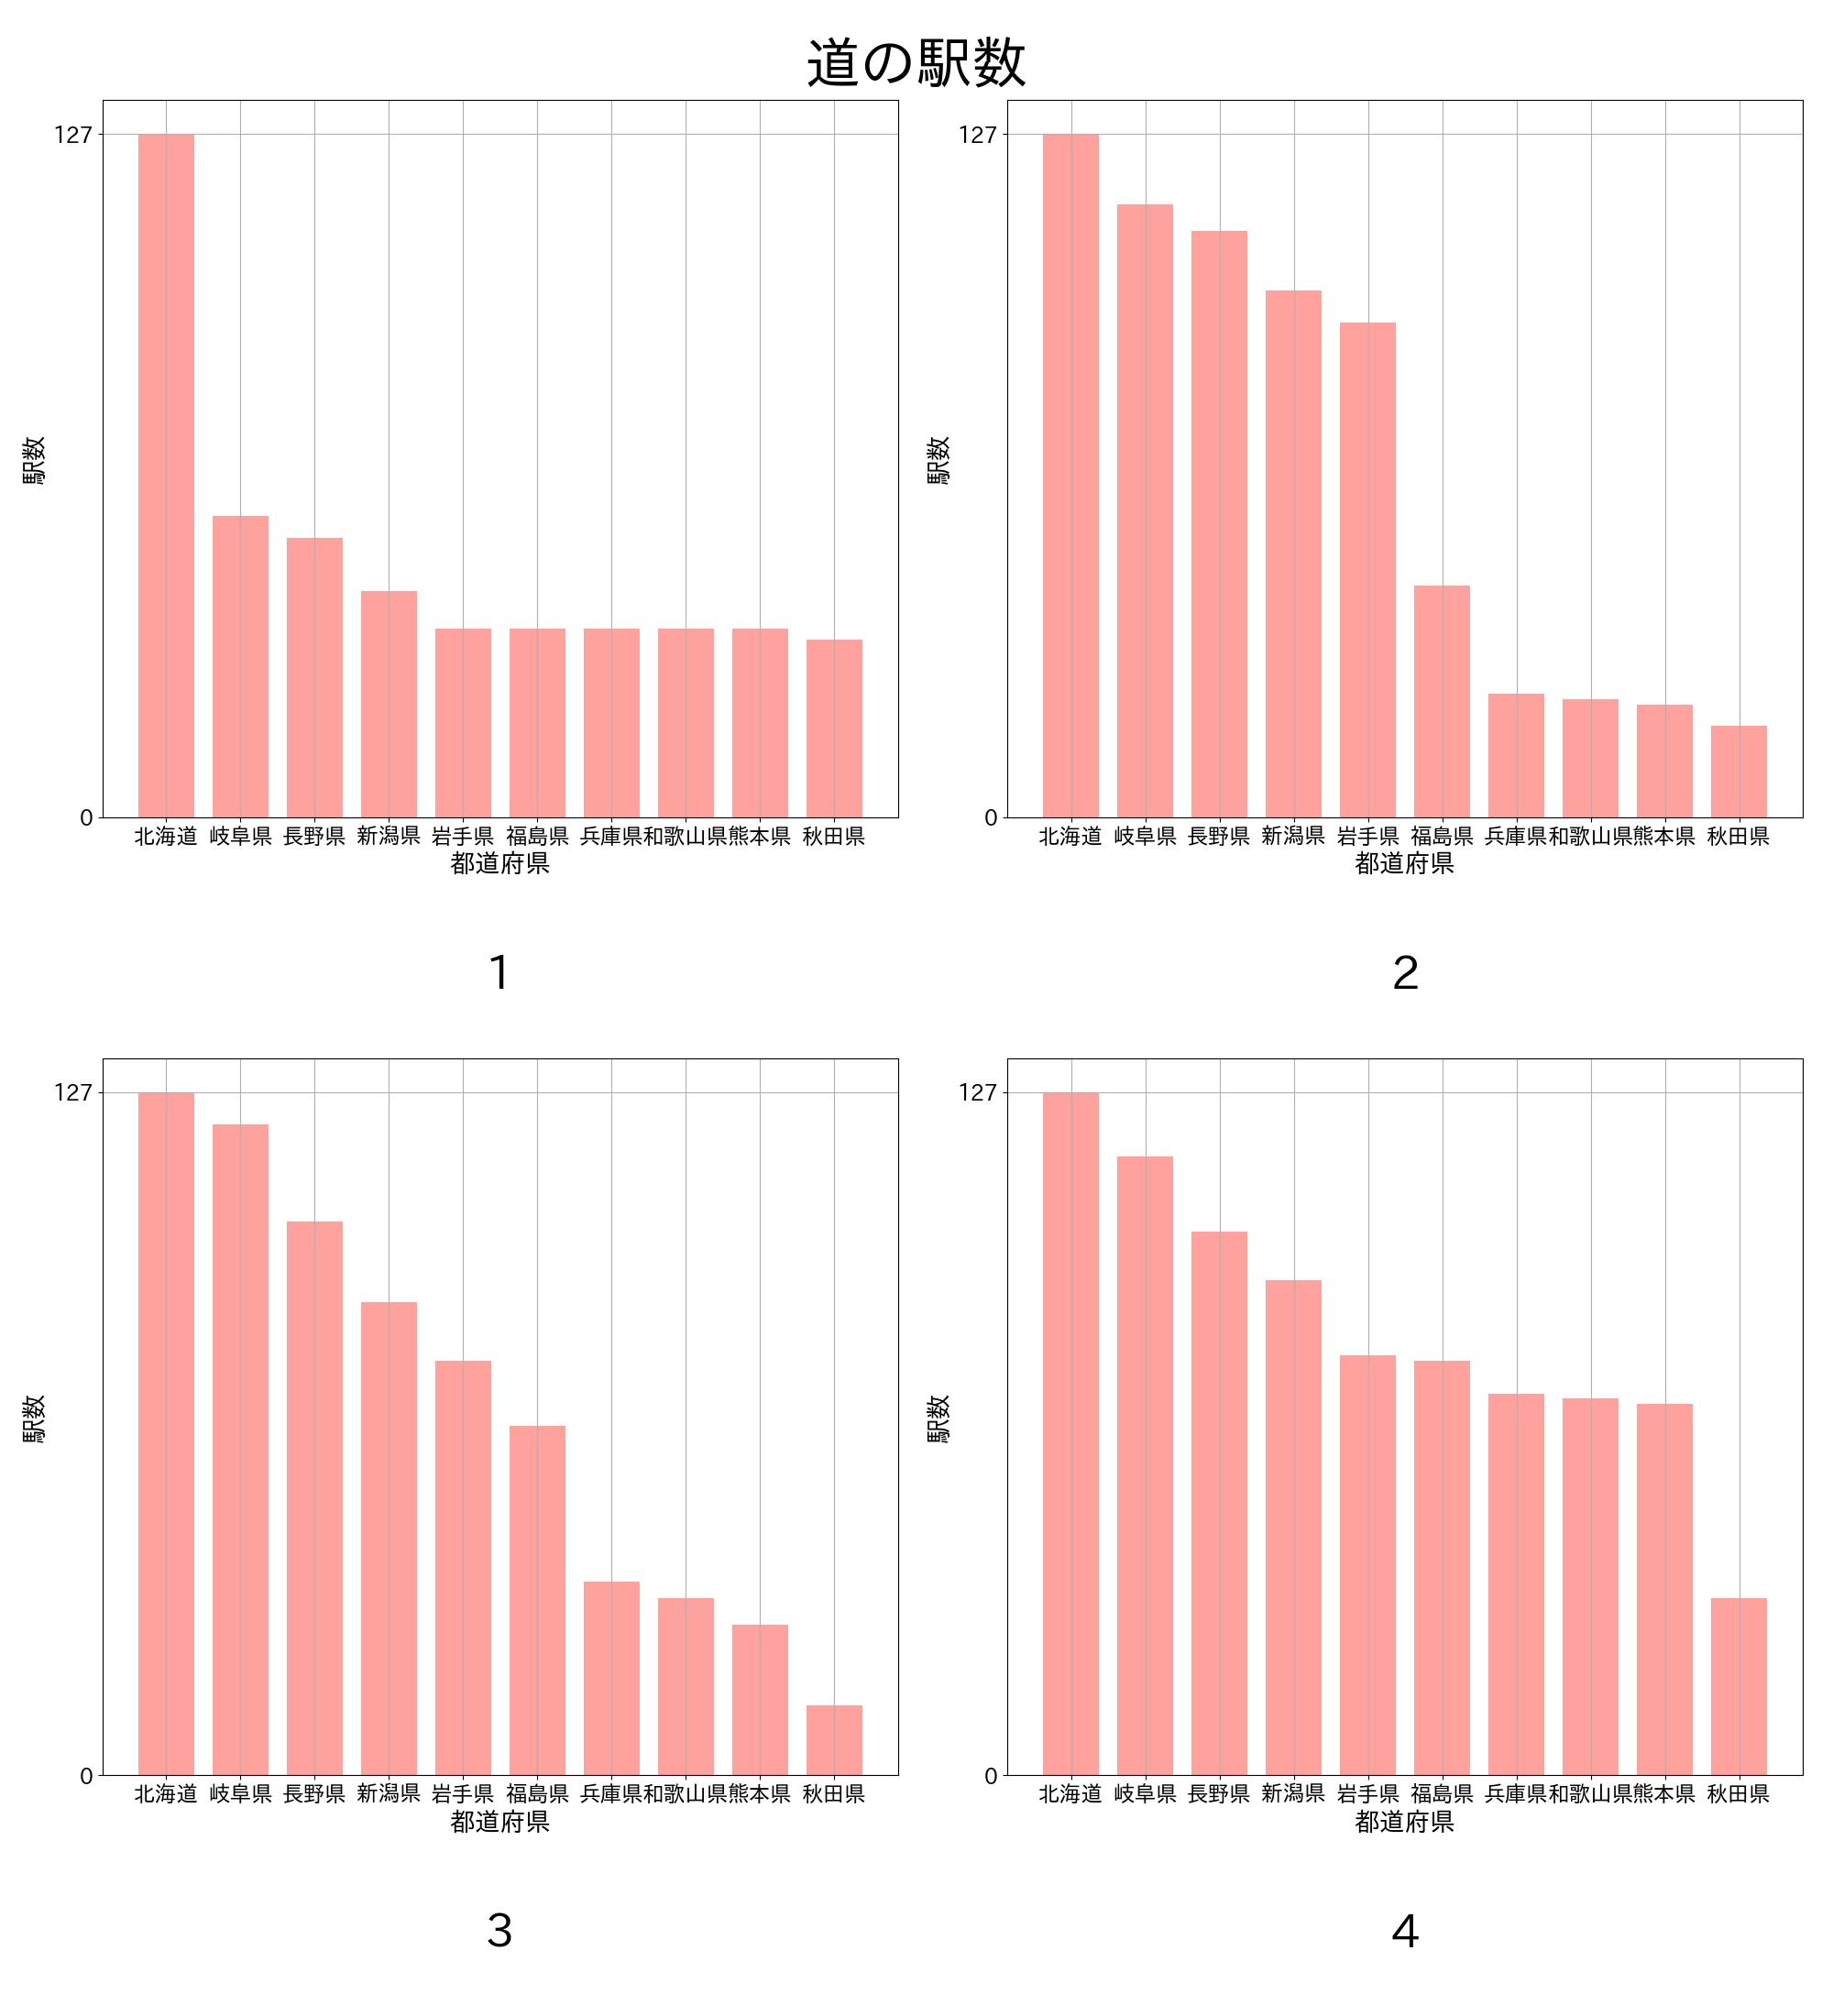 道の駅数
127
駅数
0
北海道 岐阜県 長野県 新潟県 岩手県 福島県 兵庫県 和歌山県 熊本県 秋田県
都道府県
1
127
駅数
0
北海道 岐阜県 長野県 新潟県 岩手県 福島県 兵庫県 和歌山県 熊本県 秋田県
都道府県
2
127
駅数
0
北海道 岐阜県 長野県 新潟県 岩手県 福島県 兵庫県 和歌山県 熊本県 秋田県
都道府県
3
127
駅数
0
北海道 岐阜県 長野県 新潟県 岩手県 福島県 兵庫県 和歌山県 熊本県 秋田県
都道府県
4